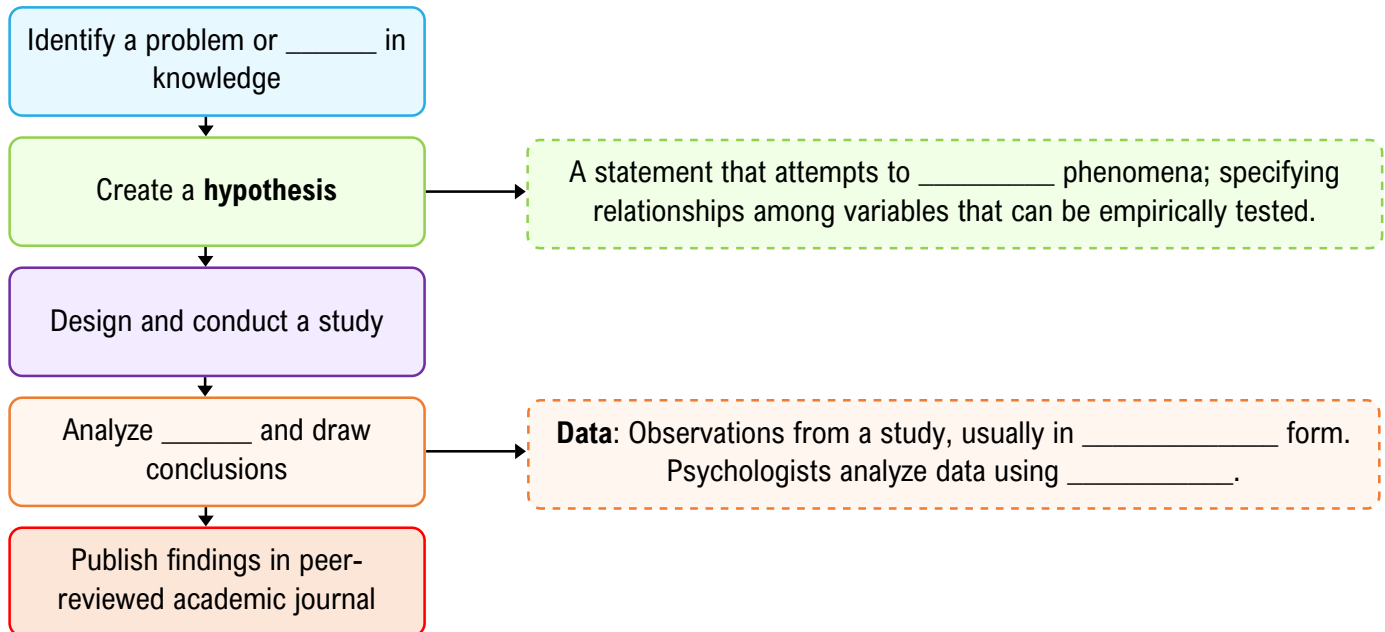 Identify a problem or ______ in
knowledge
Create a hypothesis
A statement that attempts to _________ phenomena; specifying
relationships among variables that can be empirically tested.
Design and conduct a study
Analyze ______ and draw
conclusions
Data: Observations from a study, usually in _____________ form.
Psychologists analyze data using ___________.
Publish findings in peer-
reviewed academic journal